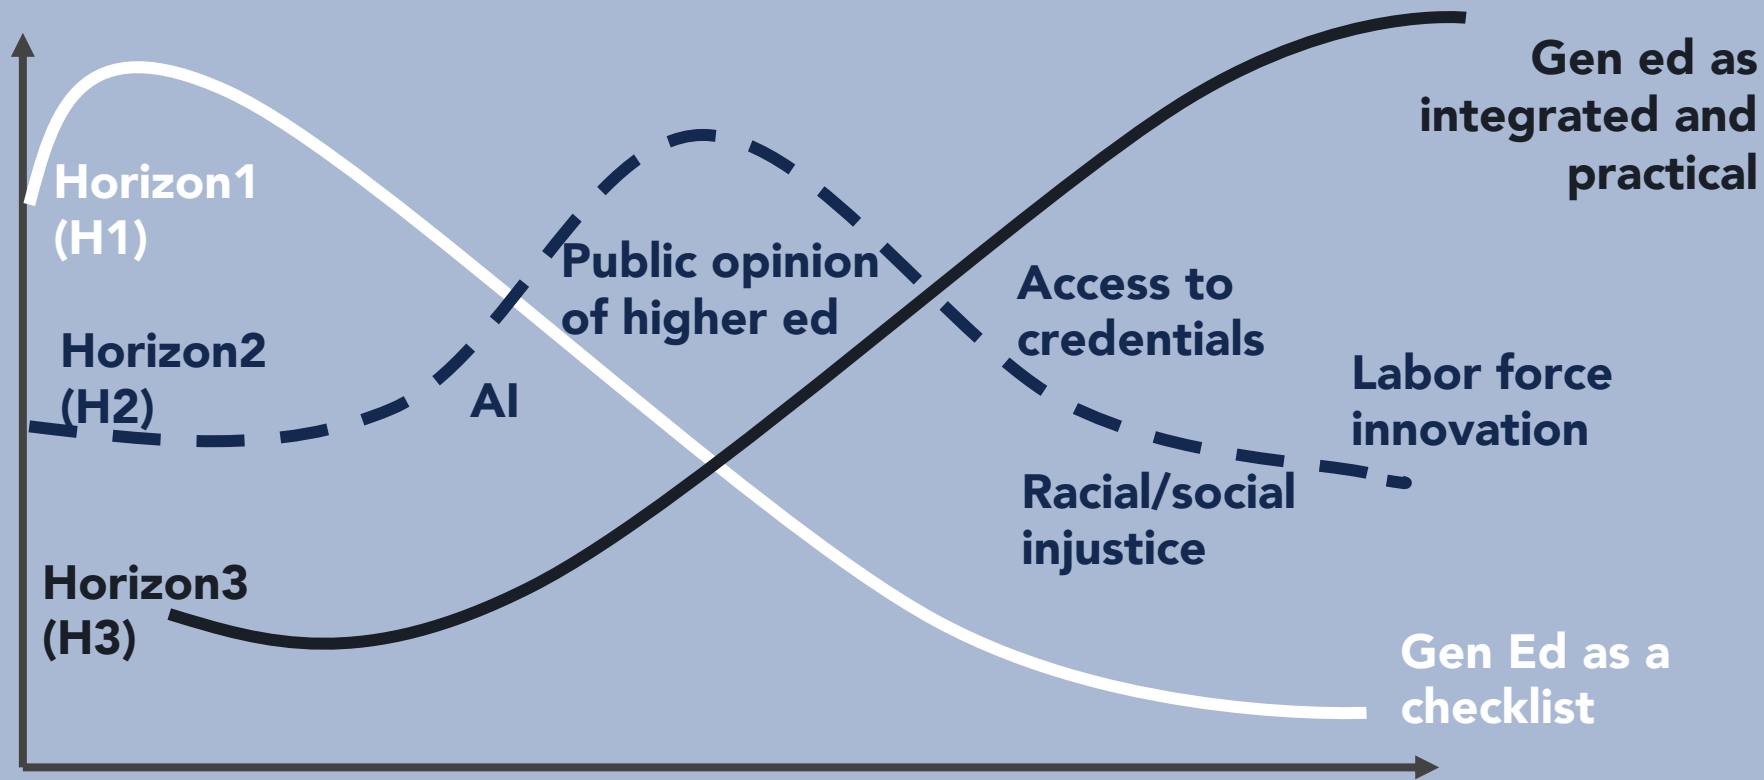 Gen ed as
integrated and
practical
Horizon1
(H1)
Public opinion
of higher ed
Access to
credentials
Horizon2
(H2)
AI
Labor force
innovation
Racial/social
injustice
Horizon3
(H3)
Gen Ed as a
checklist